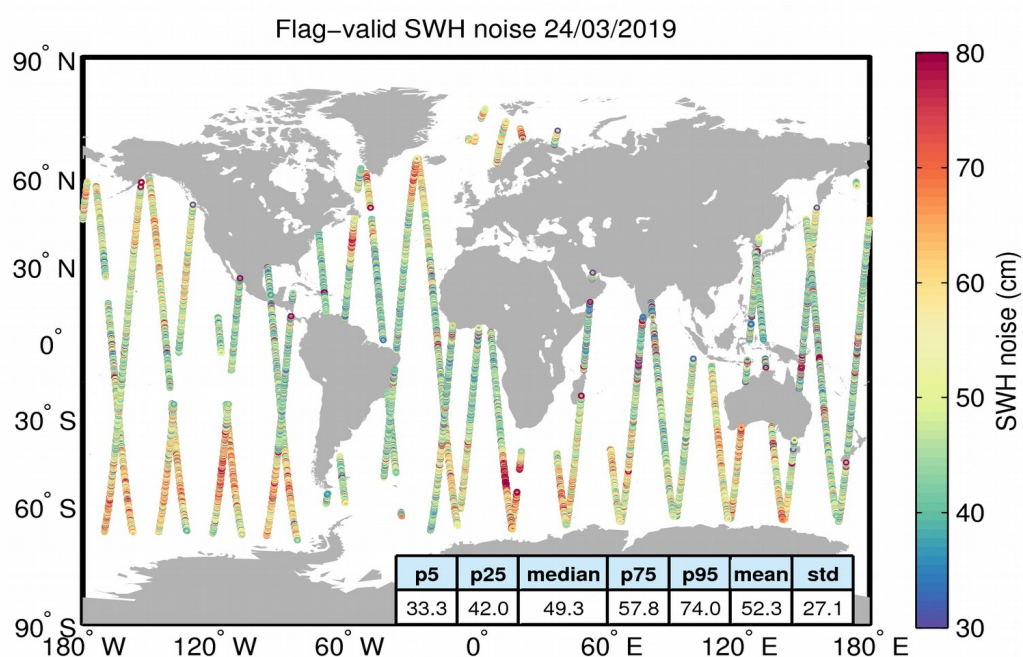 Flag−valid SWH noise 24/03/2019
90° N
60° N
30° N
0°
30° S
60° S
90° S
180° W
120° W
60° W
0°
60° E
120° E
180° E
p5 p25 median p75 p95 mean std
33.3 42.0 49.3 57.8 74.0 52.3 27.1
80
70
60
50
40
30
SWH noise (cm)